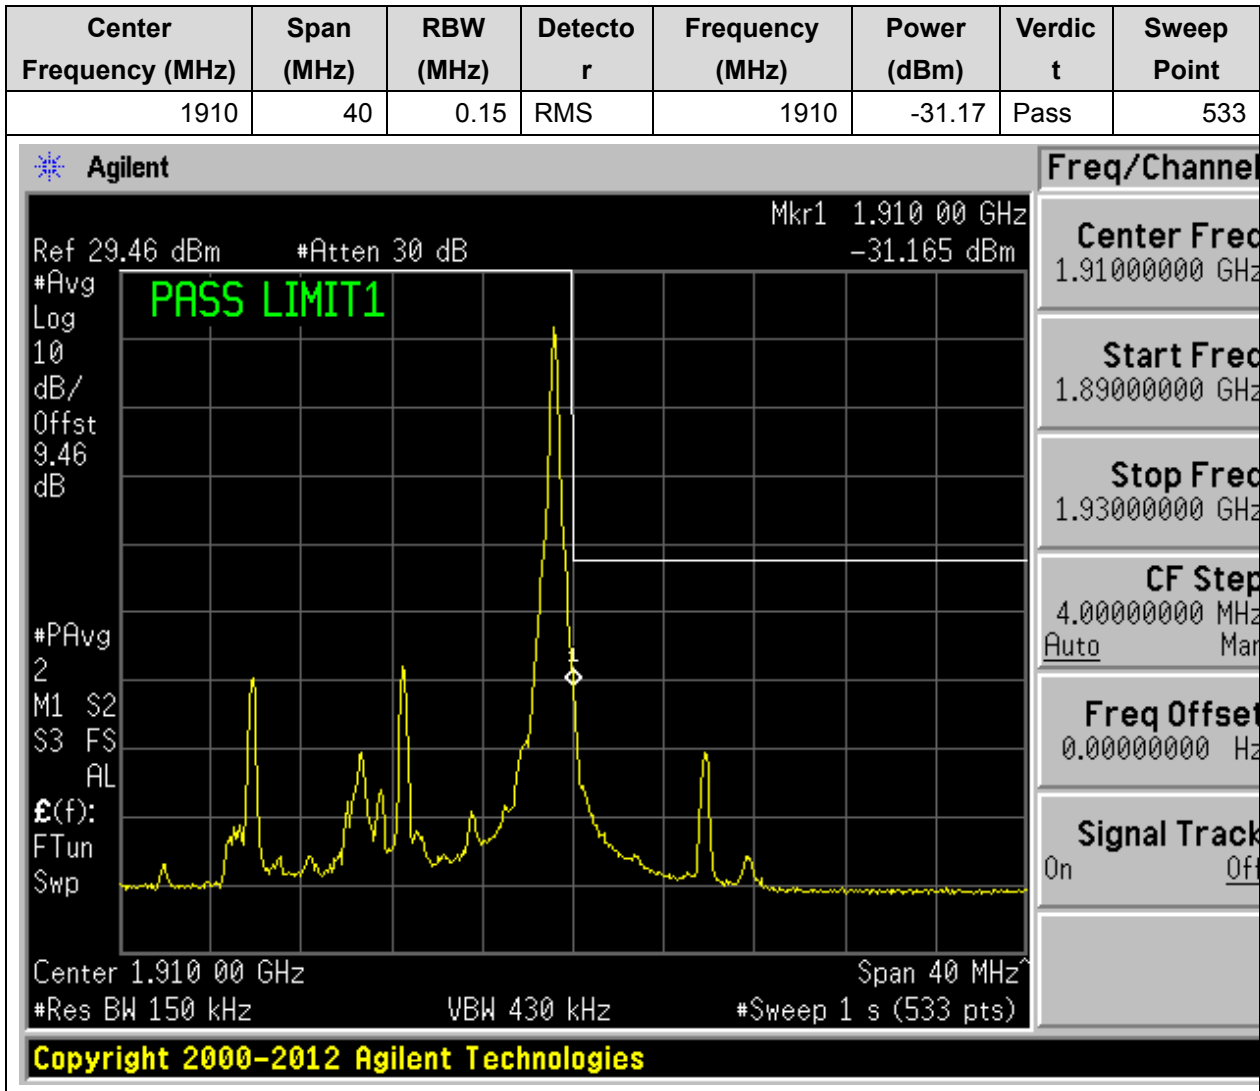 Center Span RBW Detecto Frequency Power Verdic Sweep
Frequency (MHz) (MHz) (MHz) r (MHz) (dBm) t Point
1910 40 0.15 RMS 1910 -31.17 Pass 533
Agilent Freq/Channel
Mkr1 1.910 00 GHz
Ref 29.46 dBm #Atten 30 dB -31.165 dBm
#Avg
Log
10
dB/
Offst
9.46
dB
PASS LIMIT1
1
#PAvg
2
M1 S2
S3 FS
AL
£(f):
FTun
Swp
Center 1.910 00 GHz Span 40 MHz^
#Res BW 150 kHz VBW 430 kHz #Sweep 1 s (533 pts)
Center Freq
1.91000000 GHz
Start Freq
1.89000000 GHz
Stop Freq
1.93000000 GHz
CF Step
4.00000000 MHz
Auto Man
Freq Offset
0.00000000 Hz
Signal Track
On Off
Copyright 2000-2012 Agilent Technologies